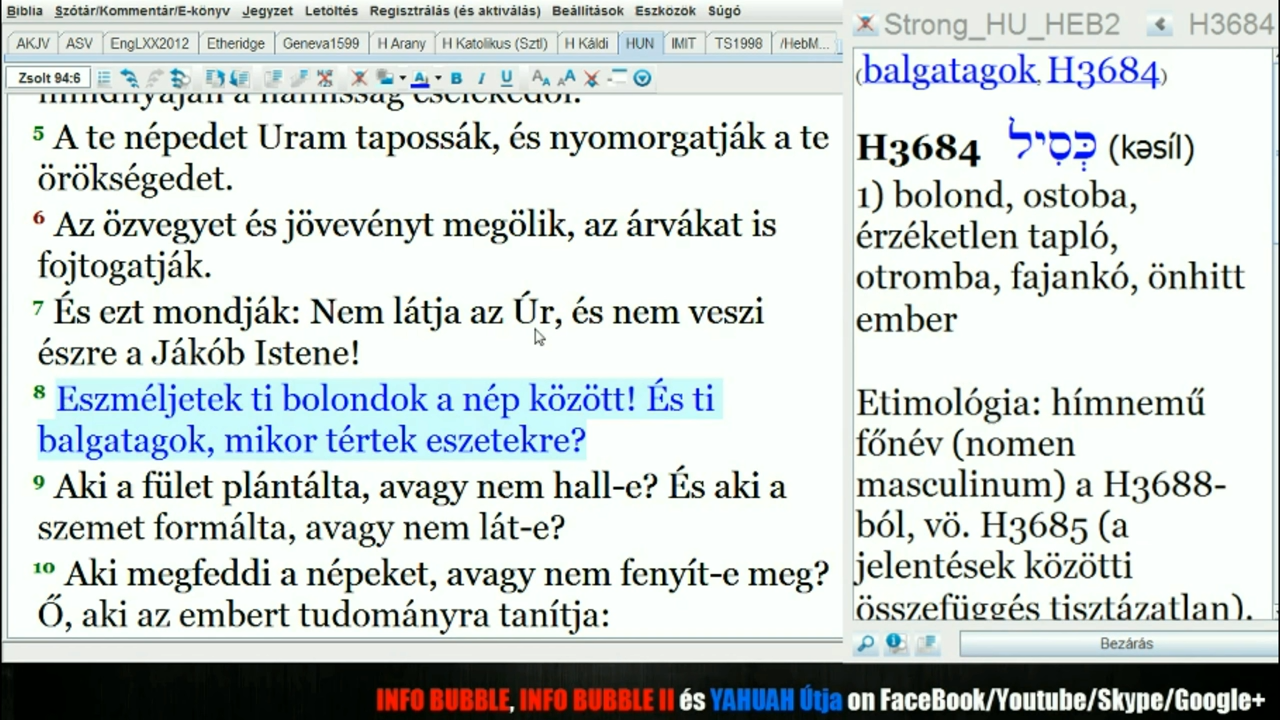 Biblia Szótár/Kommentár/E-könyv Jegyzet Letöltés Regisztrálás (és aktiválás) Beállítások Eszközök Súgó
AKJV ASV EngLXX2012 Etheridge Geneva1599 H Arany H Katolikus (Sztl) H Káldi HUN IMIT TS1998 /HebM...
Zsolt 94:6
mindnyájan a hamisság cselekedői.
5 A te népedet Uram tapossák, és nyomorgatják a te
örökségedet.
6 Az özvegyet és jövevényt megölik, az árvákat is
fojtogatják.
7 És ezt mondják: Nem látja az Úr, és nem veszi
észre a Jákób Istene!
8 Eszméljetek ti bolondok a nép között! És ti
balgatagok, mikor tértek eszetekre?
9 Aki a fület plántálta, avagy nem hall-e? És aki a
szemet formálta, avagy nem lát-e?
10 Aki megfeddi a népeket, avagy nem fenyít-e meg?
Ő, aki az embert tudományra tanítja:
Strong_HU_HEB2 H3684
(balgatagok, H3684)
H3684 כְּסִיל (kəsíl)
1) bolond, ostoba,
érzéketlen tapló,
otromba, fajankó, önhitt
ember
Etimológia: hímnemű
főnév (nomen
masculinum) a H3688-
ból, vö. H3685 (a
jelentések közötti
összefüggés tisztázatlan).
Bezárás
INFO BUBBLE, INFO BUBBLE II és YAHUAH Útja on FaceBook/Youtube/Skype/Google+